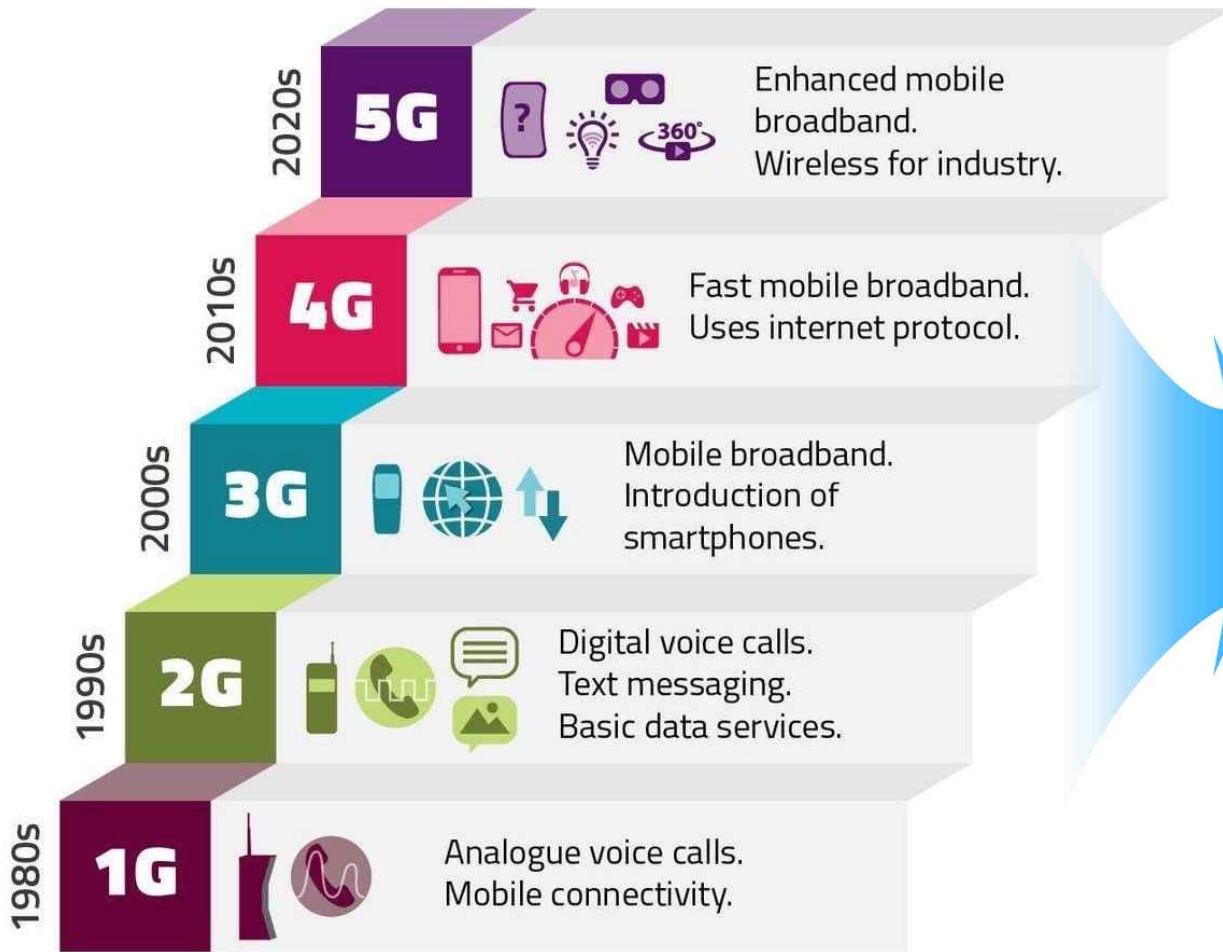 2020s
5G
?
360°
Enhanced mobile
broadband.
Wireless for industry.
2010s
4G
Fast mobile broadband.
Uses internet protocol.
2000s
3G
Mobile broadband.
Introduction of
smartphones.
1990s
2G
Digital voice calls.
Text messaging.
Basic data services.
1980s
1G
Analogue voice calls.
Mobile connectivity.